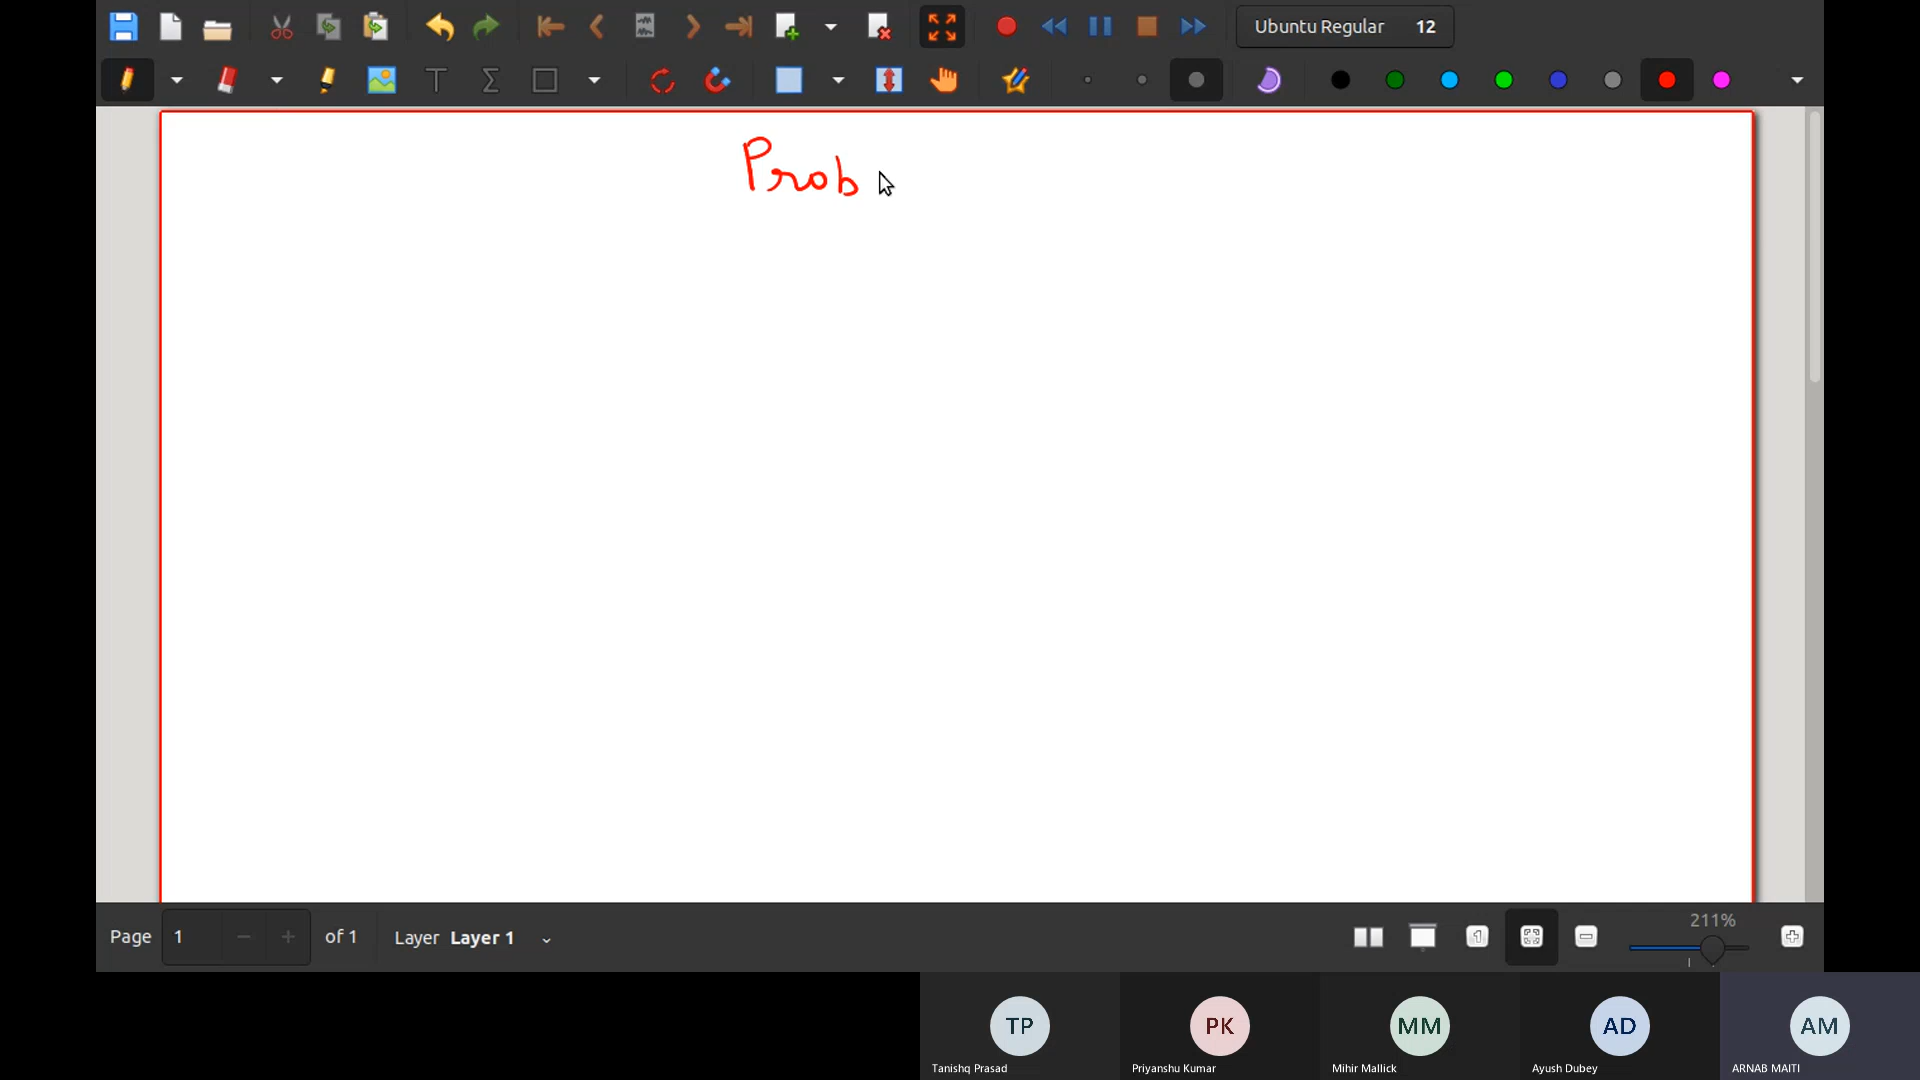 Ubuntu Regular 12
Prob
Page 1 of 1 Layer Layer 1 211%
TP PK MM AD AM
Tanishq Prasad Priyanshu Kumar Mihir Mallick Ayush Dubey ARNAB MAITI